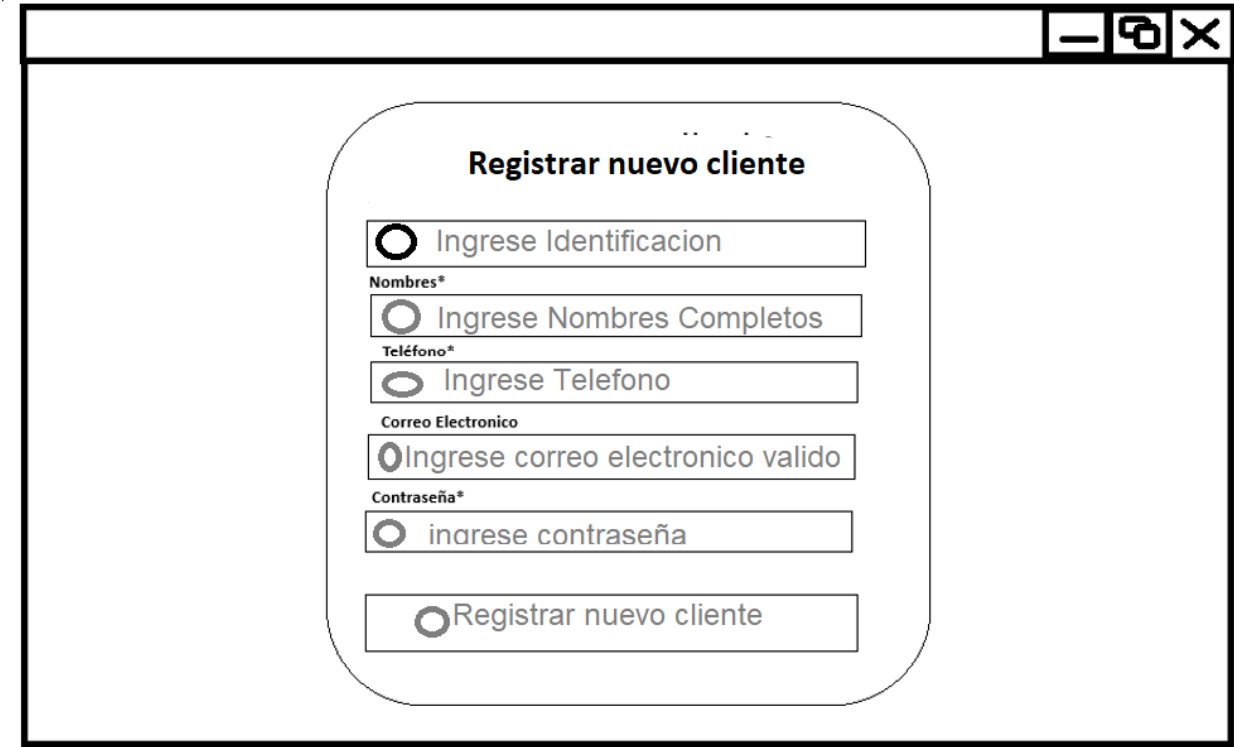 Registrar nuevo cliente
Ingrese Identificacion
Nombres*
Ingrese Nombres Completos
Teléfono*
Ingrese Telefono
Correo Electronico
Ingrese correo electronico valido
Contraseña*
ingrese contraseña
Registrar nuevo cliente